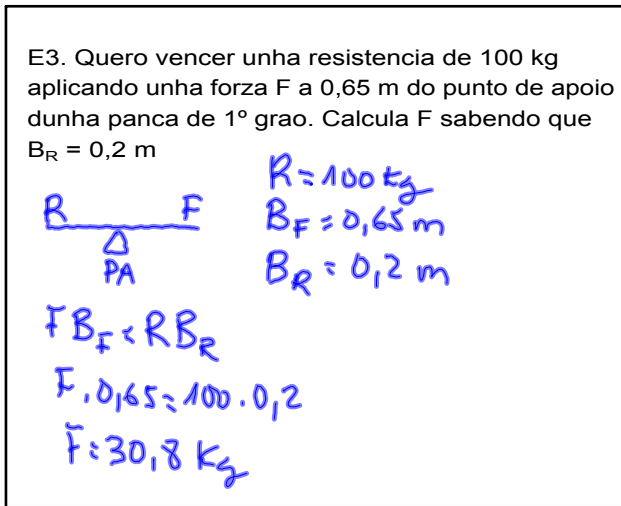 E3. Quero vencer unha resistencia de 100 kg
aplicando unha forza F a 0,65 m do punto de apoio
dunha panca de 1º grao. Calcula F sabendo que
B_R = 0,2 m
R = 100 kg
B_F = 0,65 m
B_R = 0,2 m
R F
PA
F B_F = R B_R
F . 0,65 = 100 . 0,2
F = 30,8 Kg